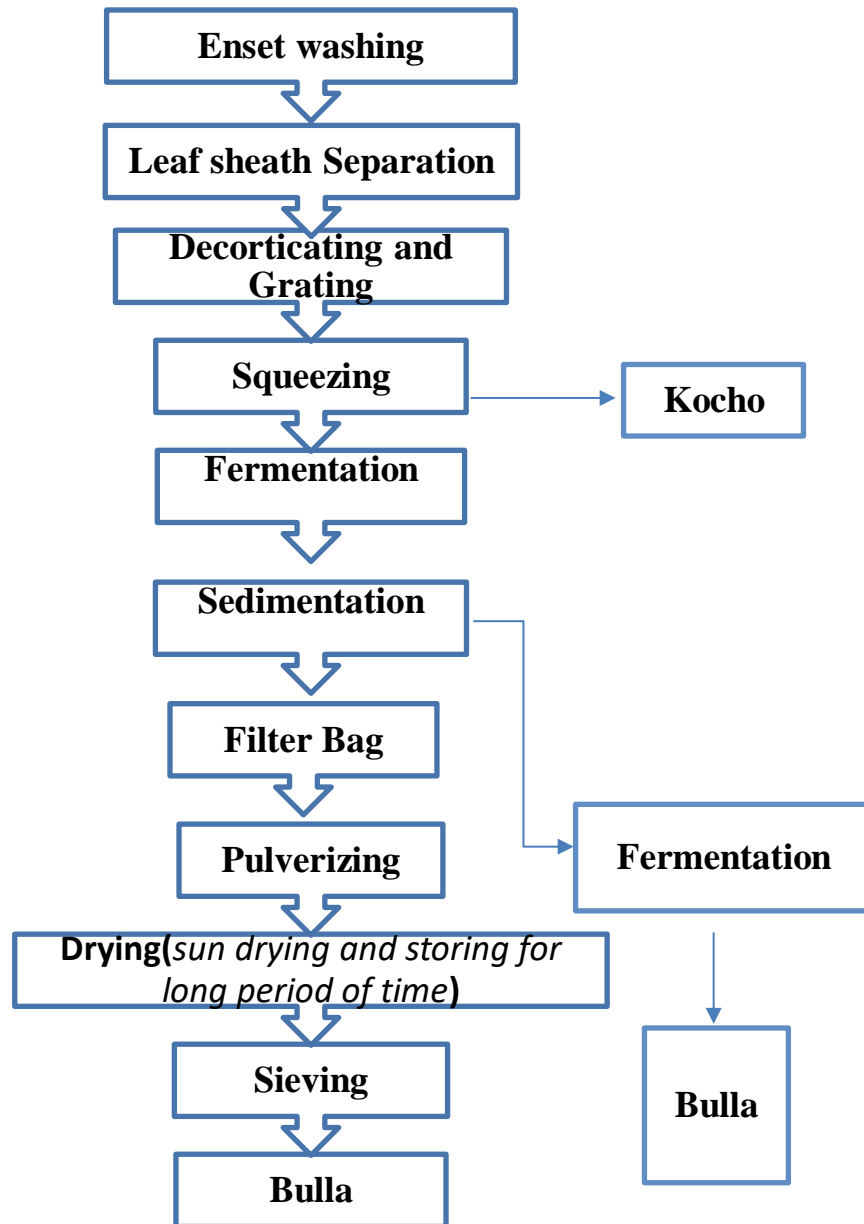 Enset washing
Leaf sheath Separation
Decorticating and
Grating
Squeezing
Kocho
Fermentation
Sedimentation
Filter Bag
Pulverizing
Fermentation
Drying(sun drying and storing for
long period of time)
Sieving
Bulla
Bulla